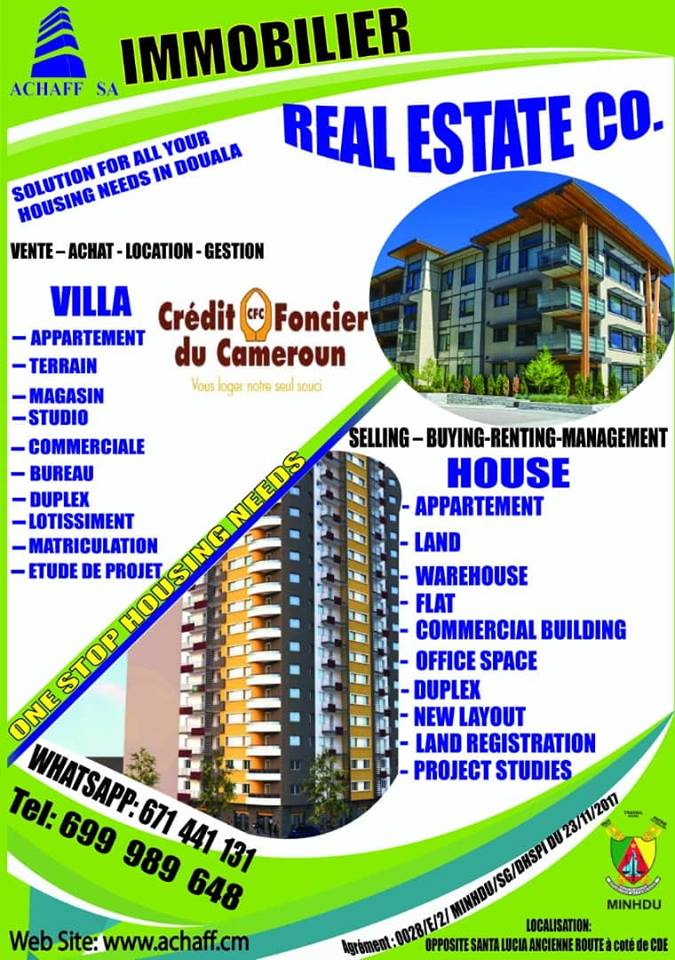 ACHAFF SA
IMMOBILIER
REAL ESTATE CO.
SOLUTION FOR ALL YOUR
HOUSING NEEDS IN DOUALA
VENTE – ACHAT - LOCATION - GESTION
VILLA
– APPARTEMENT
– TERRAIN
– MAGASIN
– STUDIO
– COMMERCIALE
– BUREAU
– DUPLEX
– LOTISSIMENT
– MATRICULATION
– ETUDE DE PROJET
Crédit CFC Foncier
du Cameroun
Vous loger notre seul souci
SELLING – BUYING-RENTING-MANAGEMENT
HOUSE
- APPARTEMENT
- LAND
- WAREHOUSE
- FLAT
- COMMERCIAL BUILDING
- OFFICE SPACE
- DUPLEX
- NEW LAYOUT
- LAND REGISTRATION
- PROJECT STUDIES
ONE STOP HOUSING NEEDS
WHATSAPP: 671 441 131
Tel: 699 989 648
Web Site: www.achaff.cm
Agrément : 0028/E/2/ MINHDU/SG/DHSPI DU 23/11/2017
MINHDU
LOCALISATION:
OPPOSITE SANTA LUCIA ANCIENNE ROUTE à coté de CDE